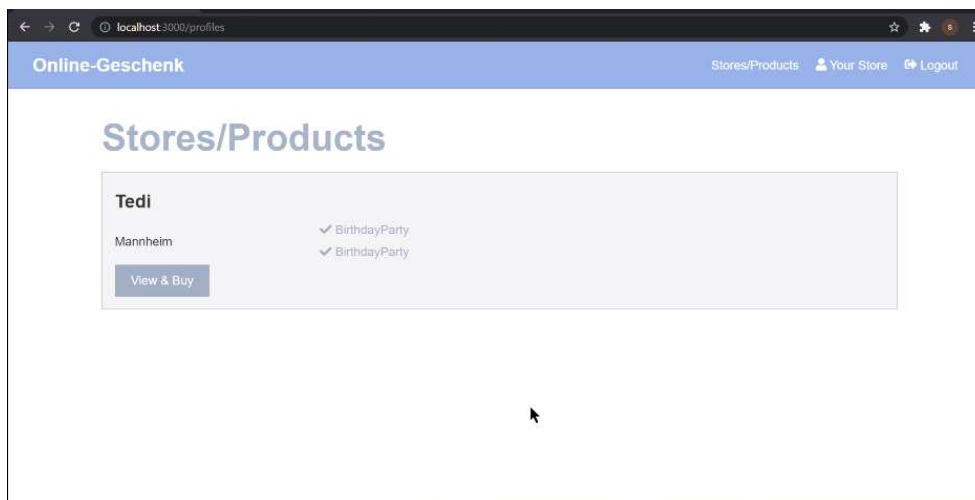 localhost:3000/profiles
s
Online-Geschenk
Stores/Products Your Store Logout
Stores/Products
Tedi
BirthdayParty
Mannheim
BirthdayParty
View & Buy